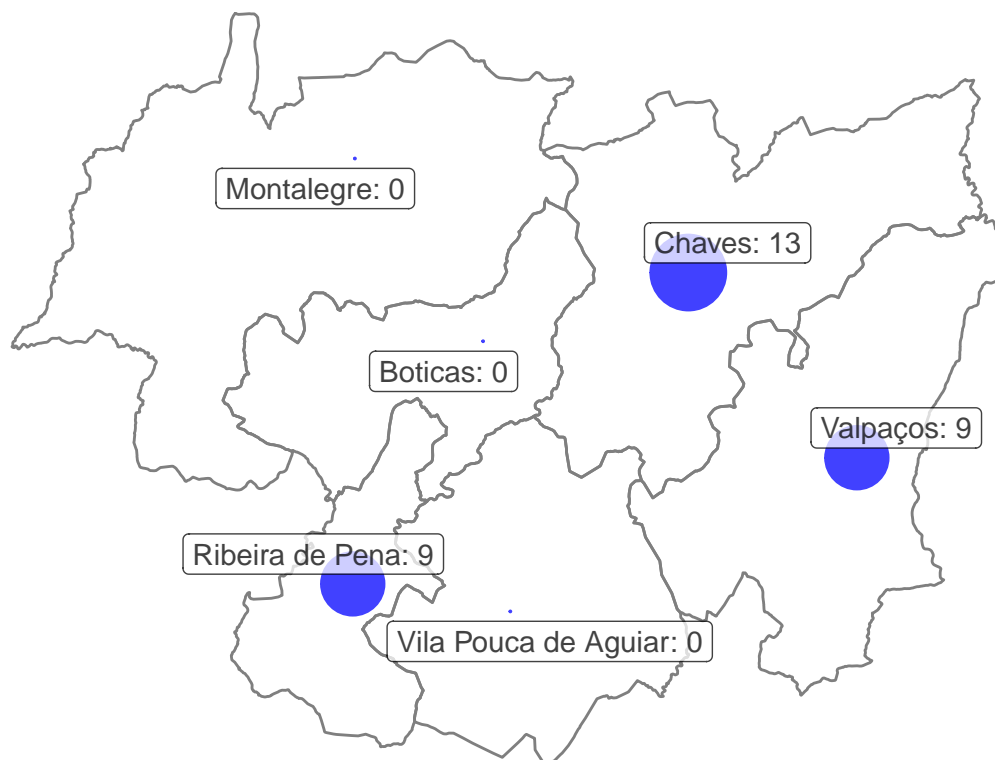 Montalegre: 0
Chaves: 13
Boticas: 0
Valpaços: 9
Ribeira de Pena: 9
Vila Pouca de Aguiar: 0